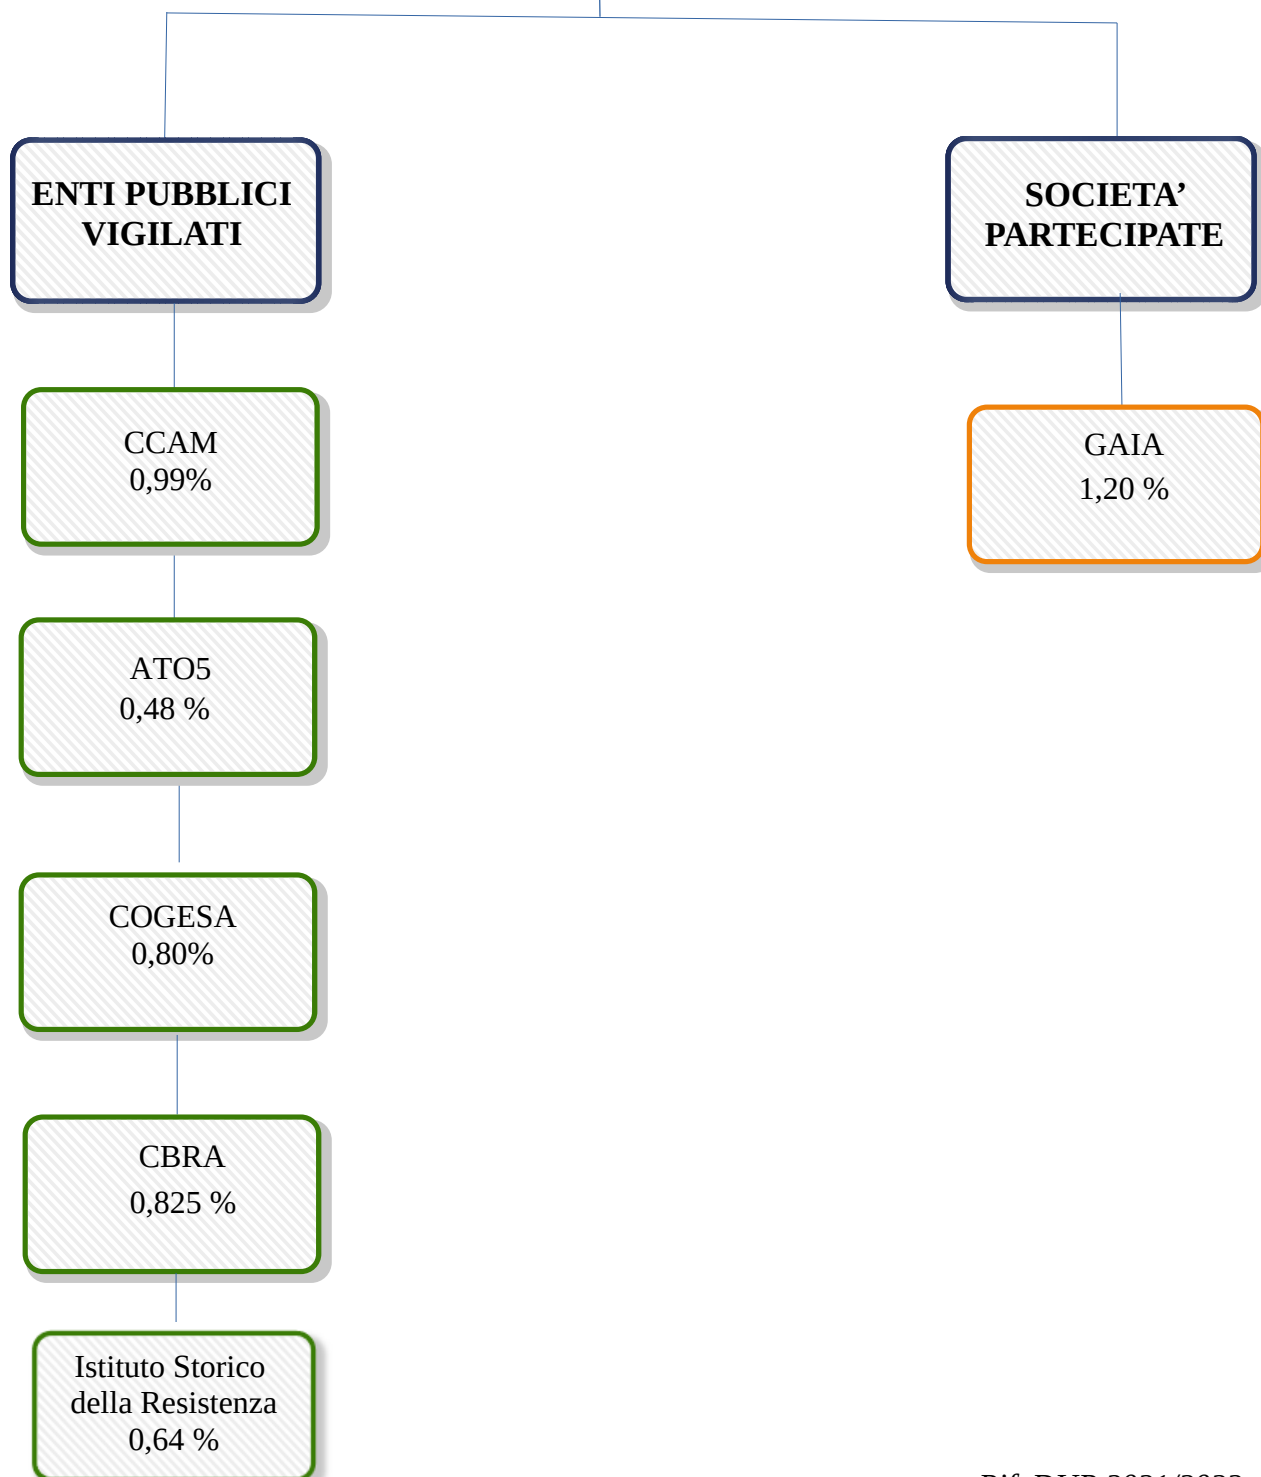 ENTI PUBBLICI
VIGILATI
SOCIETA’
PARTECIPATE
CCAM
0,99%
GAIA
1,20 %
ATO5
0,48 %
COGESA
0,80%
CBRA
0,825 %
Istituto Storico
della Resistenza
0,64 %